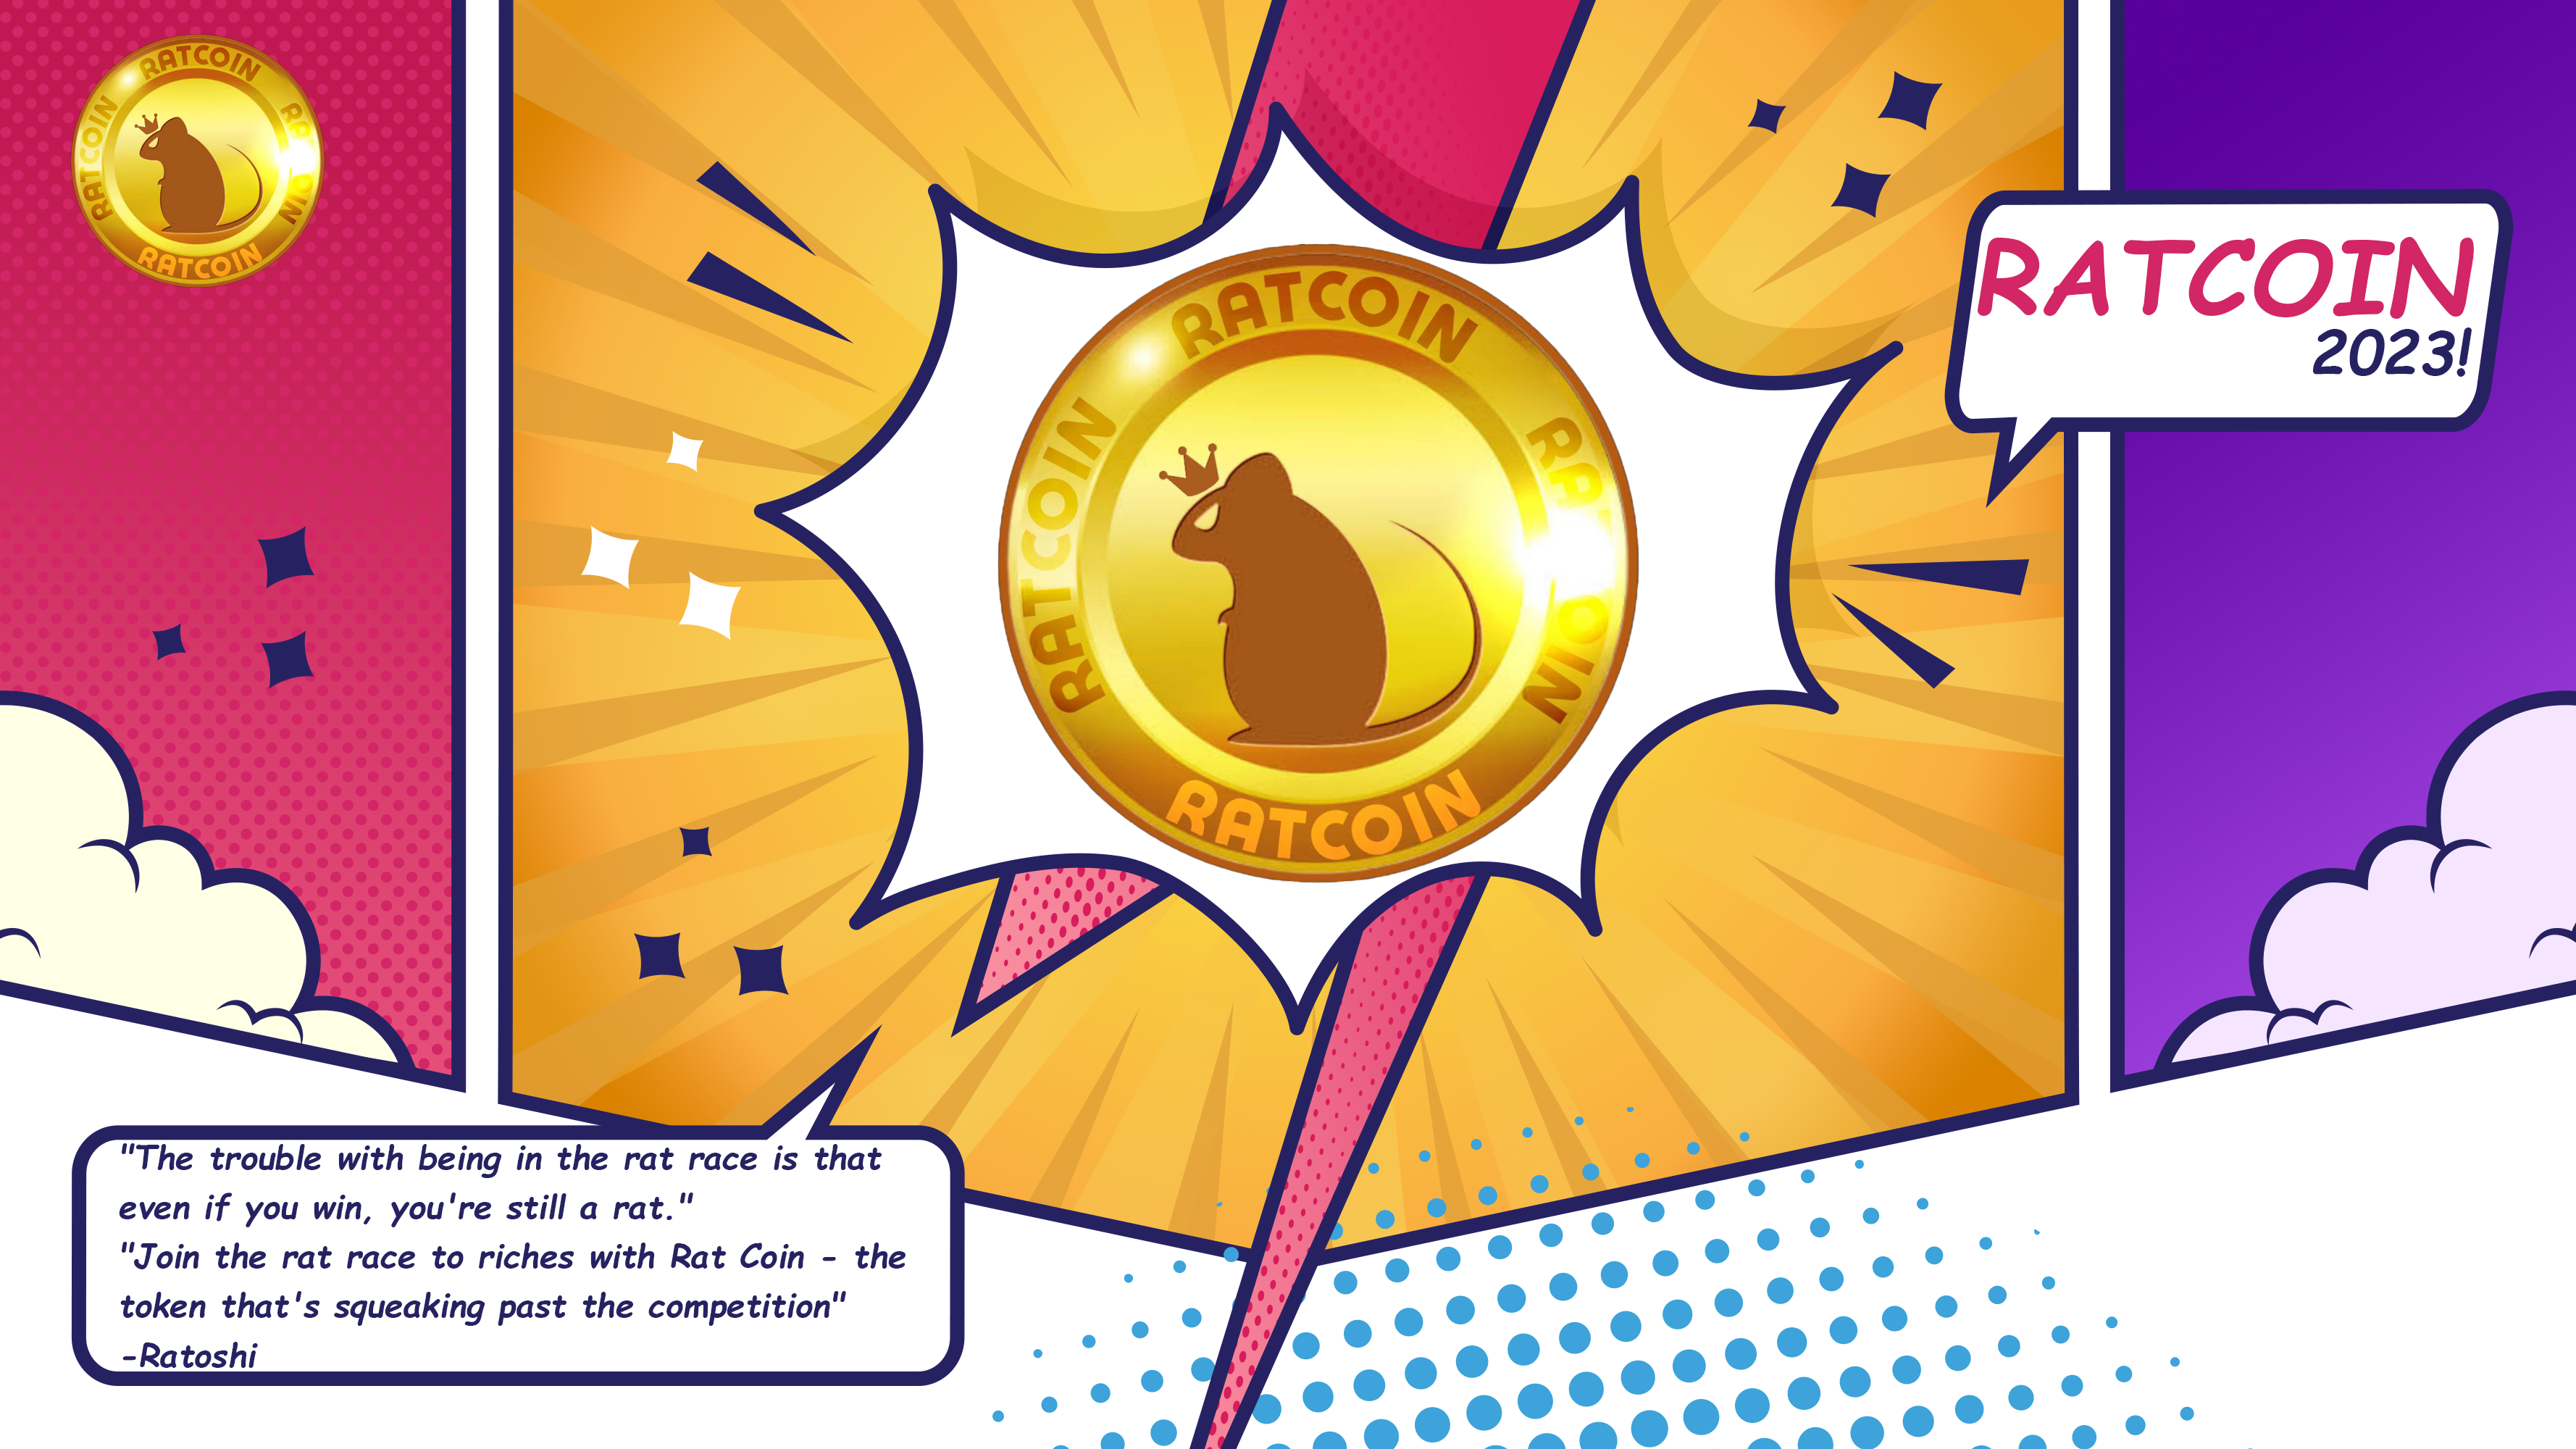 RATCOIN
RATCOIN
RATCOIN
RATCOIN
RATCOIN
RATCOIN
RATCOIN
2023!
"The trouble with being in the rat race is that
even if you win, you're still a rat."
"Join the rat race to riches with Rat Coin - the
token that's squeaking past the competition"
-Ratoshi